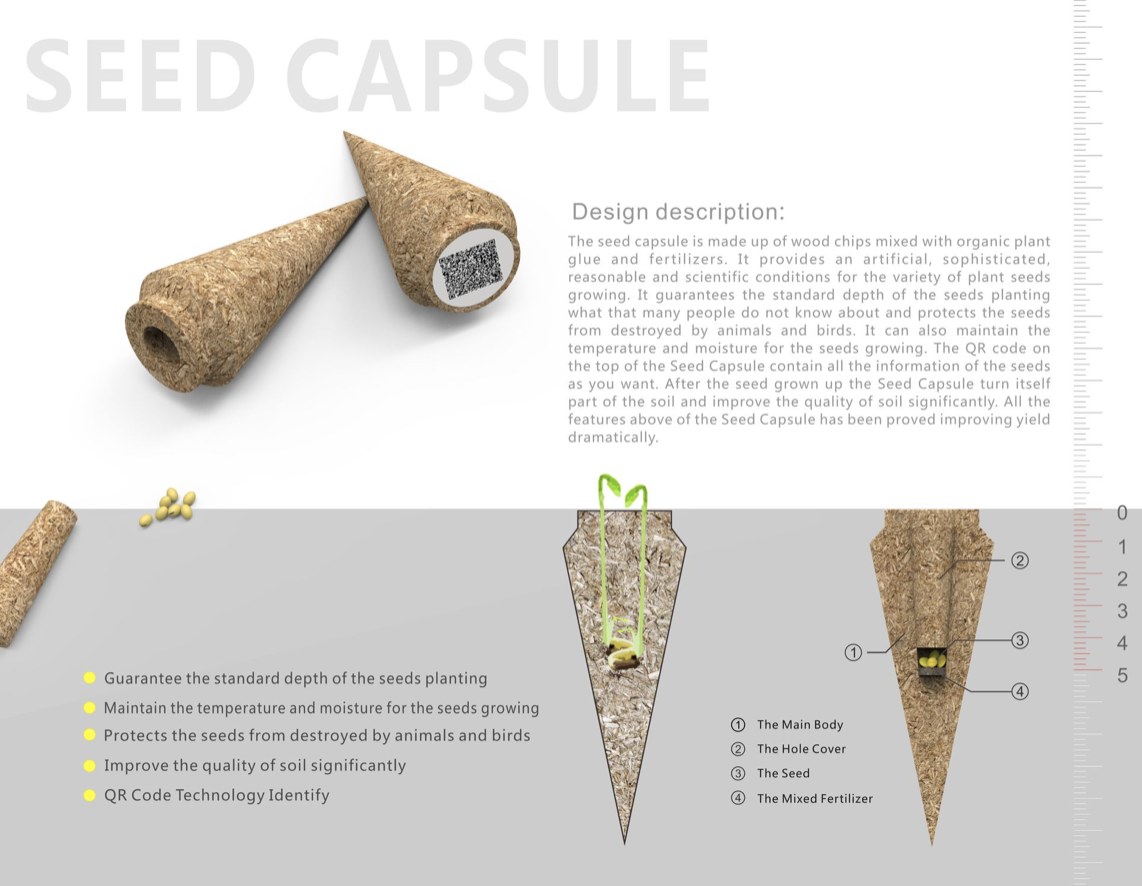 SEED CAPSULE
Design description:
The seed capsule is made up of wood chips mixed with organic plant
glue and fertilizers. It provides an artificial, sophisticated,
reasonable and scientific conditions for the variety of plant seeds
growing. It guarantees the standard depth of the seeds planting
what that many people do not know about and protects the seeds
from destroyed by animals and birds. It can also maintain the
temperature and moisture for the seeds growing. The QR code on
the top of the Seed Capsule contain all the information of the seeds
as you want. After the seed grown up the Seed Capsule turn itself
part of the soil and improve the quality of soil significantly. All the
features above of the Seed Capsule has been proved improving yield
dramatically.
0
1
2
3
4
5
②
③
①
④
Guarantee the standard depth of the seeds planting
Maintain the temperature and moisture for the seeds growing
Protects the seeds from destroyed by animals and birds
Improve the quality of soil significantly
QR Code Technology Identify
① The Main Body
② The Hole Cover
③ The Seed
④ The Mixed Fertilizer